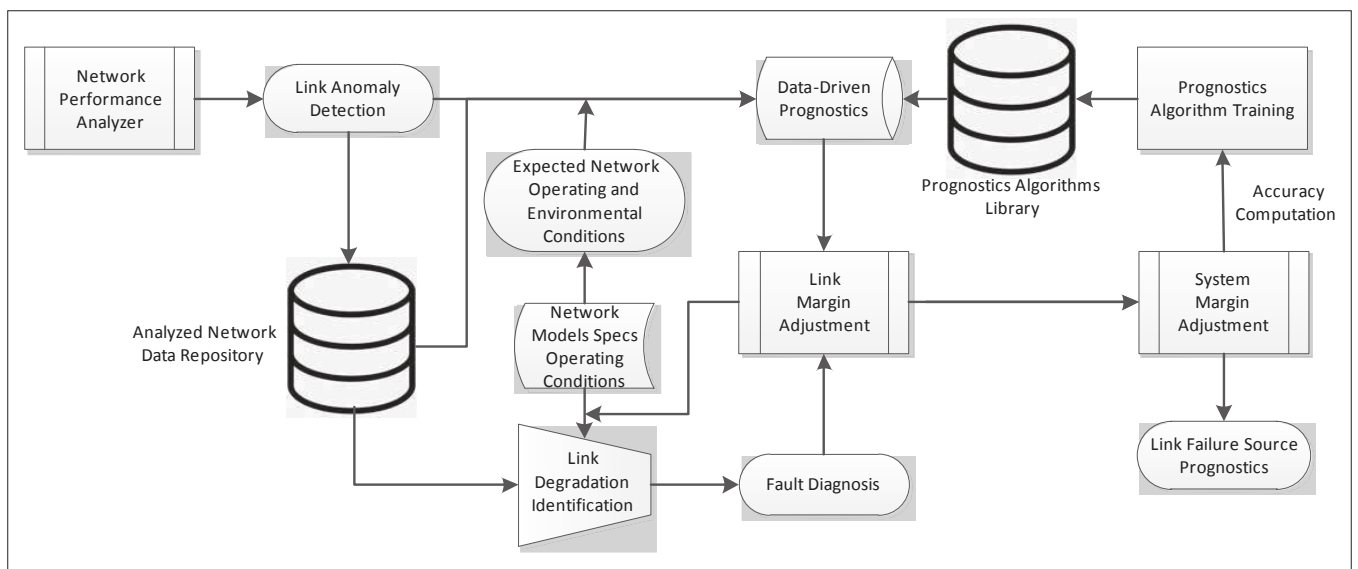 Network
Performance
Analyzer
Link Anomaly
Detection
Data-Driven
Prognostics
Prognostics
Algorithm Training
Expected Network
Operating and
Environmental
Conditions
Prognostics Algorithms
Library
Accuracy
Computation
Analyzed Network
Data Repository
Network
Models Specs
Operating
Conditions
Link
Margin
Adjustment
System
Margin
Adjustment
Link
Degradation
Identification
Fault Diagnosis
Link Failure Source
Prognostics